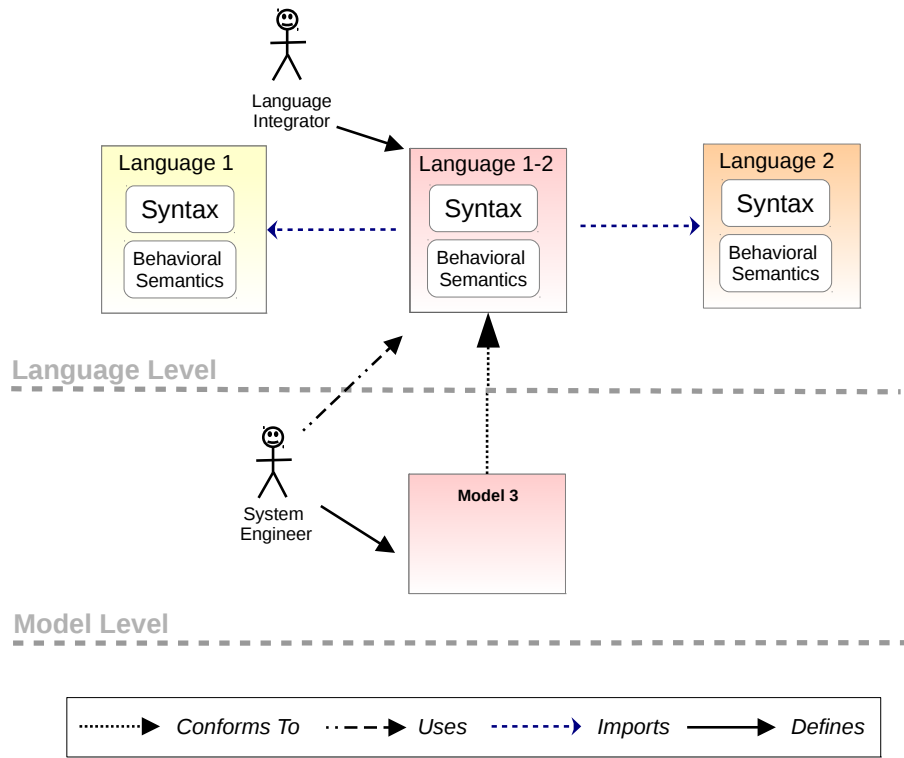 Language
Integrator
Language 1
Syntax
Behavioral
Semantics
Language 1-2
Syntax
Behavioral
Semantics
Language 2
Syntax
Behavioral
Semantics
Language Level
System
Engineer
Model 3
Model Level
Conforms To
Uses
Imports
Defines